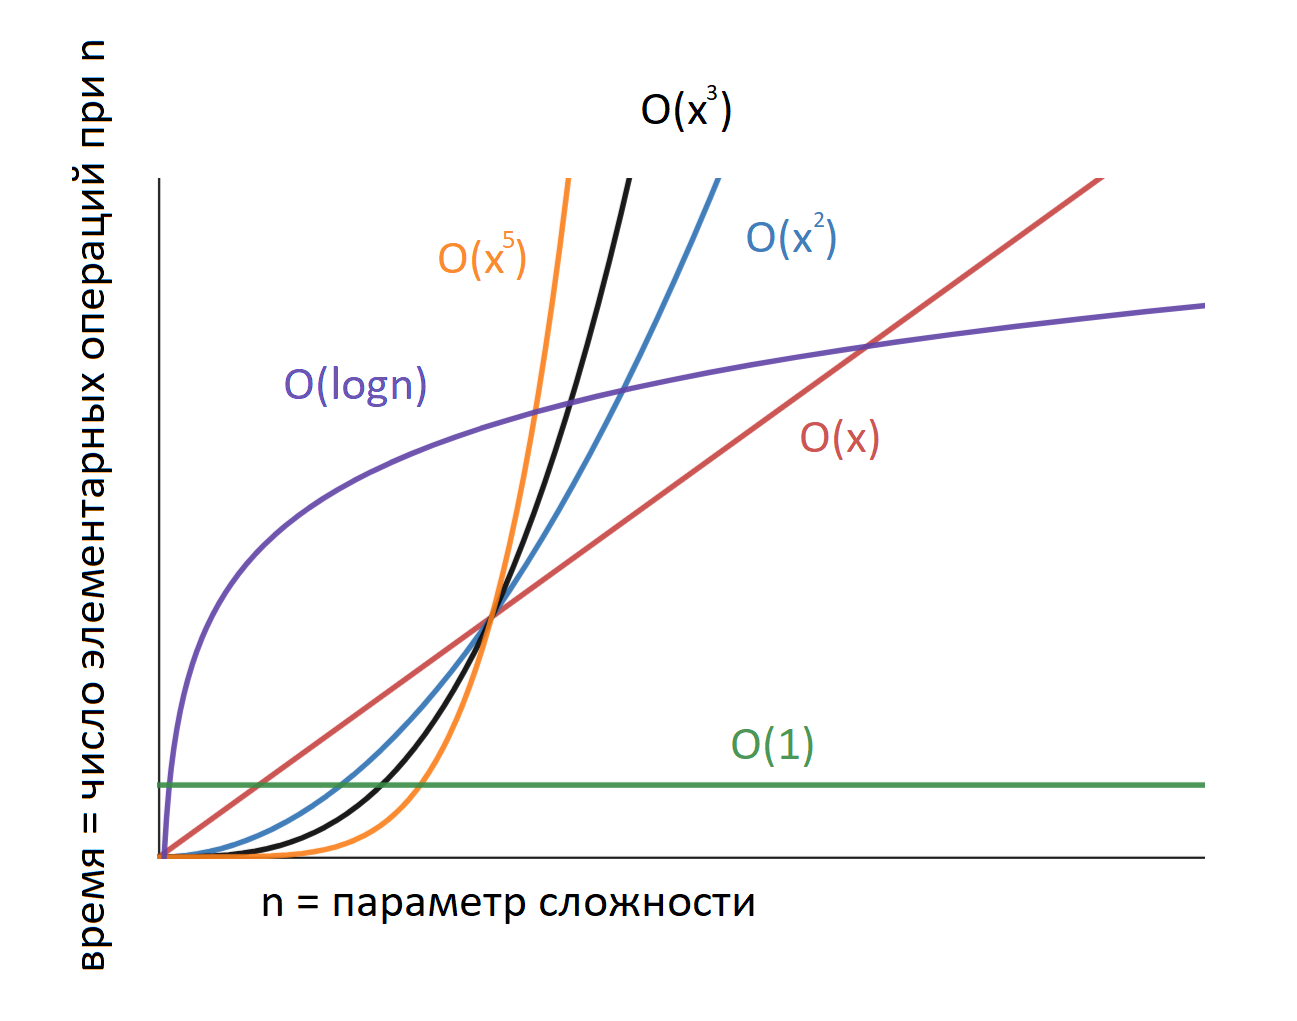 время = число элементарных операций при n
O(x³)
O(x⁵)
O(x²)
O(logn)
O(x)
O(1)
n = параметр сложности